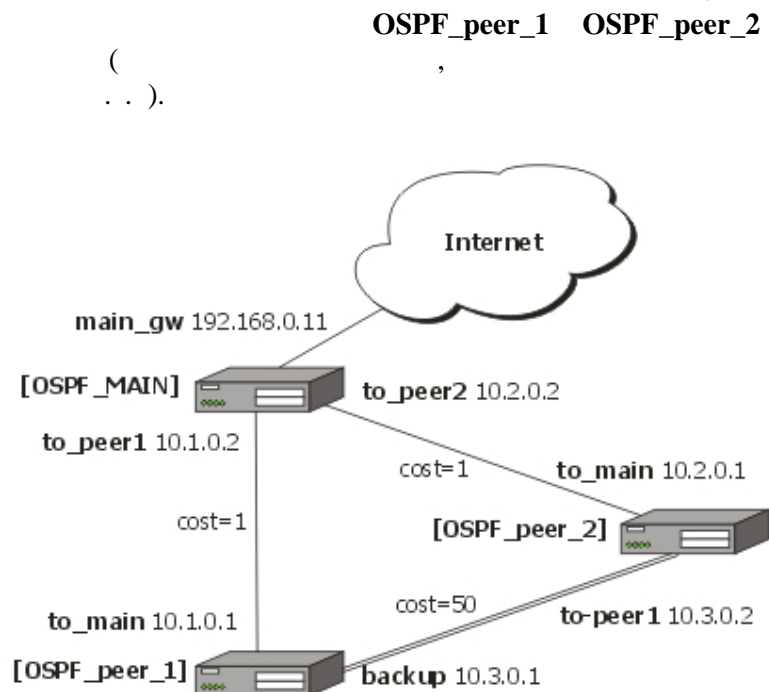 OSPF_peer_1 OSPF_peer_2
( ,
. . ).
Internet
main_gw 192.168.0.11
[OSPF_MAIN]
to_peer2 10.2.0.2
to_peer1 10.1.0.2
cost=1
to_main 10.2.0.1
cost=1
[OSPF_peer_2]
cost=50
to-peer1 10.3.0.2
to_main 10.1.0.1
[OSPF_peer_1]
backup 10.3.0.1